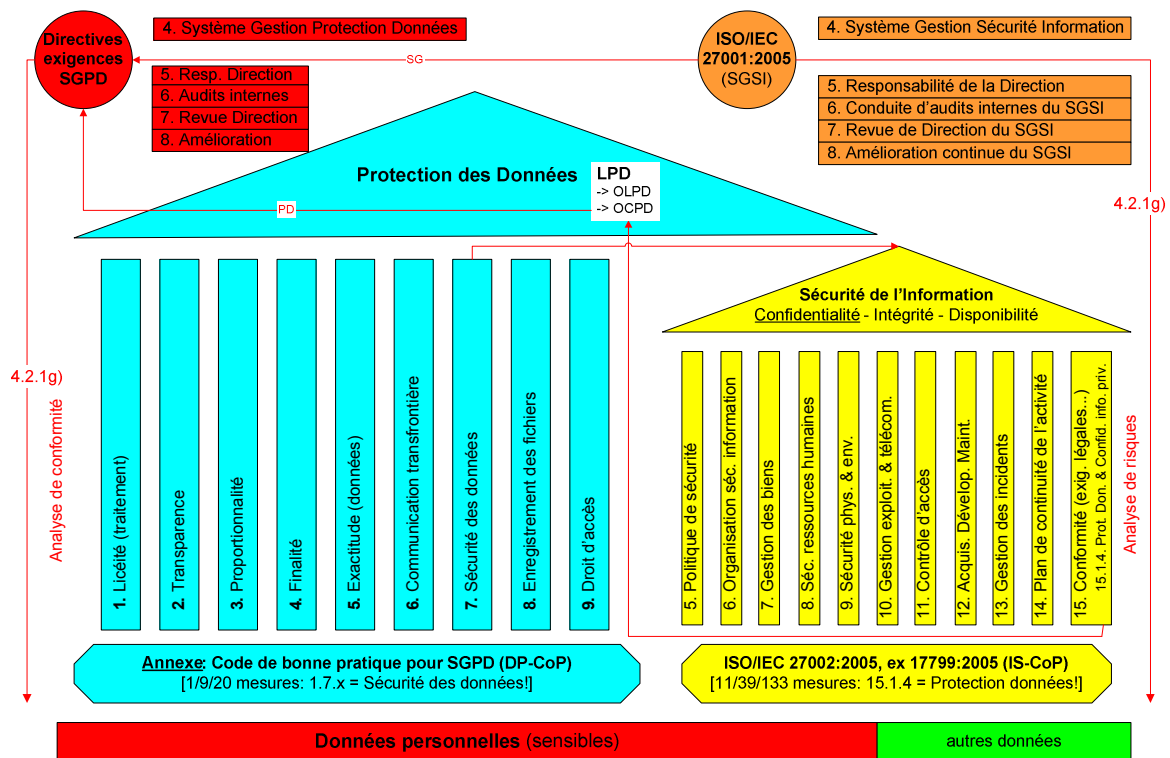 Directives
exigences
SGPD
4. Système Gestion Protection Données
5. Resp. Direction
6. Audits internes
7. Revue Direction
8. Amélioration
SG
ISO/IEC
27001:2005
(SGSI)
4. Système Gestion Sécurité Information
5. Responsabilité de la Direction
6. Conduite d'audits internes du SGSI
7. Revue de Direction du SGSI
8. Amélioration continue du SGSI
Protection des Données
LPD
-> OLPD
-> OCPD
PD
4.2.1g)
4.2.1g)
Analyse de conformité
Analyse de risques
1. Licéité (traitement)
2. Transparence
3. Proportionnalité
4. Finalité
5. Exactitude (données)
6. Communication transfrontière
7. Sécurité des données
8. Enregistrement des fichiers
9. Droit d'accès
Sécurité de l'Information
Confidentialité - Intégrité - Disponibilité
5. Politique de sécurité
6. Organisation séc. information
7. Gestion des biens
8. Séc. ressources humaines
9. Sécurité phys. & env.
10. Gestion exploit. & télécom.
11. Contrôle d'accès
12. Acquis. Dévelop. Maint.
13. Gestion des incidents
14. Plan de continuité de l'activité
15. Conformité (exig. légales...)
15.1.4. Prot. Don. & Confid. info. priv.
Annexe: Code de bonne pratique pour SGPD (DP-CoP)
[1/9/20 mesures: 1.7.x = Sécurité des données!]
ISO/IEC 27002:2005, ex 17799:2005 (IS-CoP)
[11/39/133 mesures: 15.1.4 = Protection données!]
Données personnelles (sensibles)
autres données